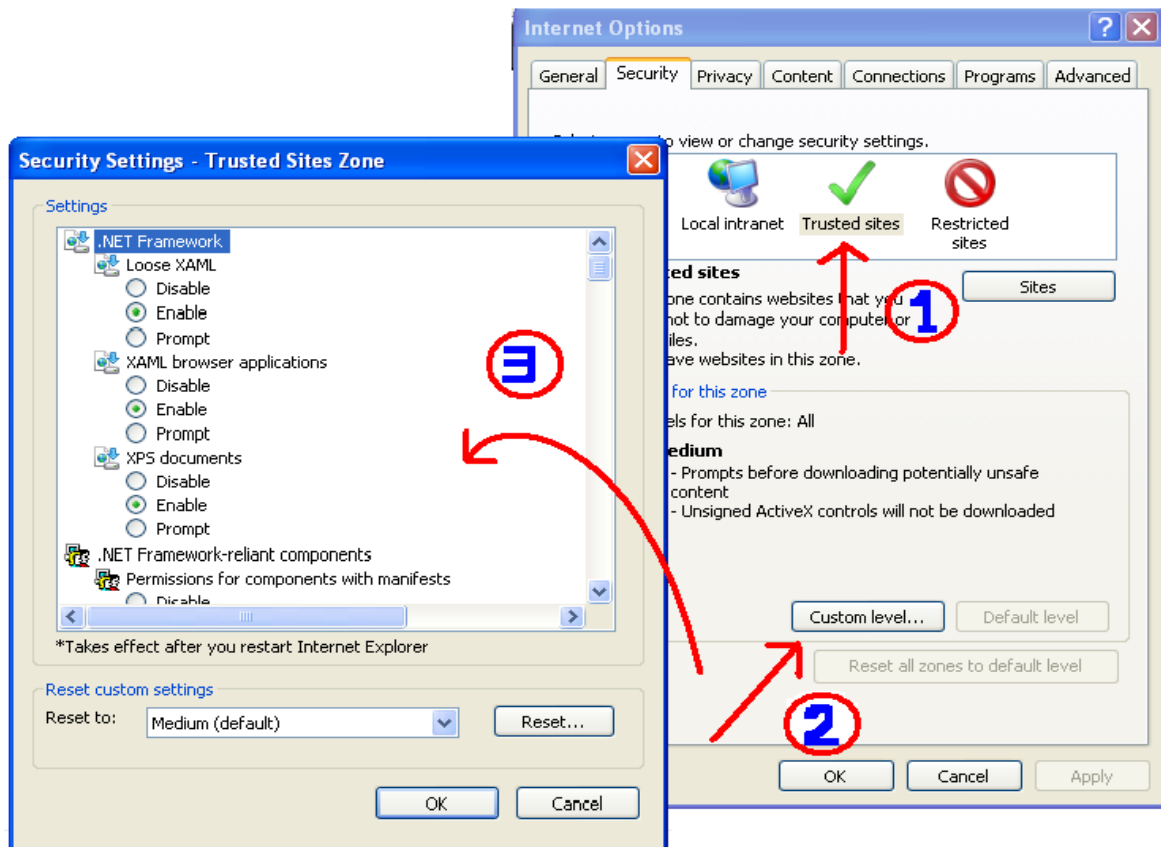 Internet Options
General Security Privacy Content Connections Programs Advanced
to view or change security settings.
Local intranet Trusted sites Restricted sites
sites
Sites
one contains websites that you
not to damage your computer or
ave websites in this zone.
1
for this zone
for this zone: All
- Prompts before downloading potentially unsafe
content
- Unsigned ActiveX controls will not be downloaded
Custom level... Default level
Reset all zones to default level
2
OK Cancel Apply
Security Settings - Trusted Sites Zone
Settings
.NET Framework
Loose XAML
Disable
Enable
Prompt
XAML browser applications
Disable
Enable
Prompt
XPS documents
Disable
Enable
Prompt
.NET Framework-reliant components
Permissions for components with manifests
Disable
3
*Takes effect after you restart Internet Explorer
Reset custom settings
Reset to: Medium (default) Reset...
OK Cancel